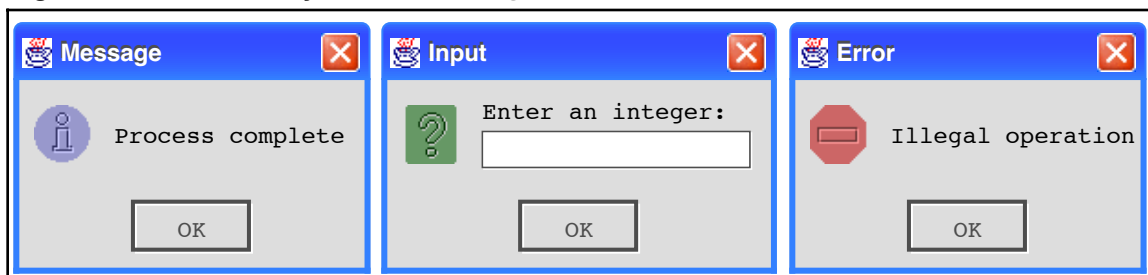 Message
Process complete
OK
Input
Enter an integer:
OK
Error
Illegal operation
OK